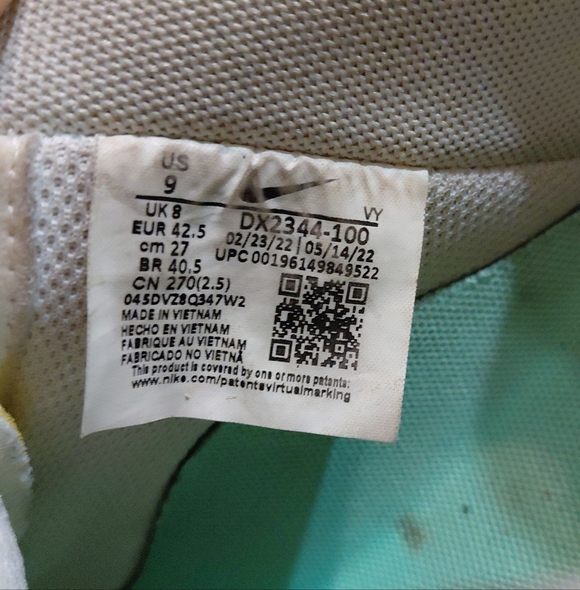 US
9
VY
UK 8
DX2344-100
EUR 42.5
02/23/22 | 05/14/22
cm 27
UPC 00196149849522
BR 40.5
CN 270(2.5)
045DVZ8Q347W2
MADE IN VIETNAM
HECHO EN VIETNAM
FABRIQUE AU VIETNAM
FABRICADO NO VIETNÃ
This product is covered by one or more patents:
www.nike.com/patentsvirtualmarking